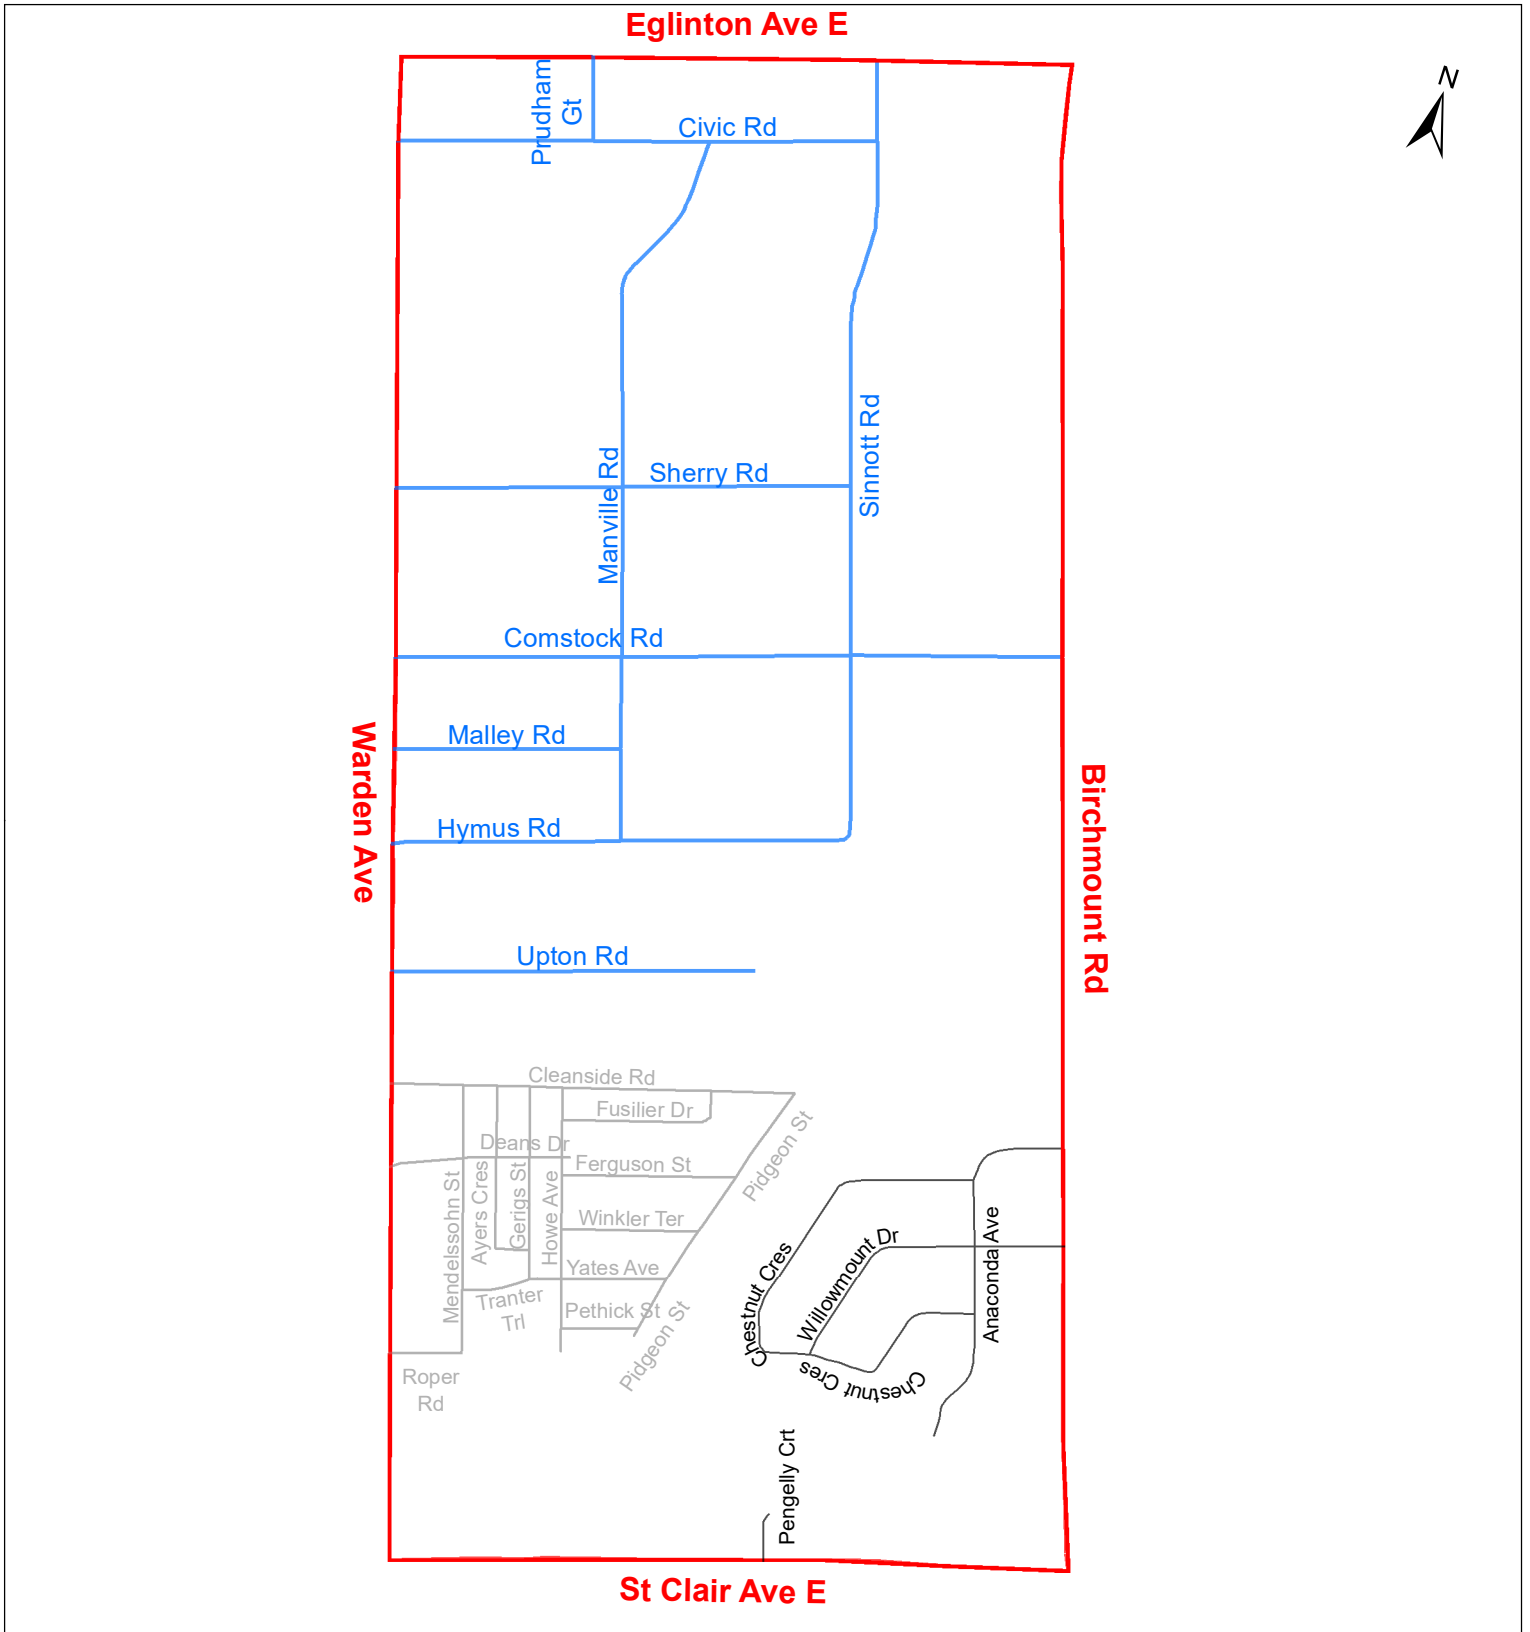 Eglinton Ave E
N
Prudham
Gt
Civic Rd
Sinnott Rd
Manville Rd
Sherry Rd
Comstock Rd
Warden Ave
Malley Rd
Birchmount Rd
Hymus Rd
Upton Rd
Cleanside Rd
Fusilier Dr
Pidgeon St
Deans Dr
Ferguson St
Mendelssohn St
Ayers Cres
Gerigs St
Howe Ave
Winkler Ter
Yates Ave
Tranter
Trl
Pethick St
Pidgeon St
Chestnut Cres
Willowmount Dr
Anaconda Ave
Chestnut Cres
Roper
Rd
Pengelly Crt
St Clair Ave E